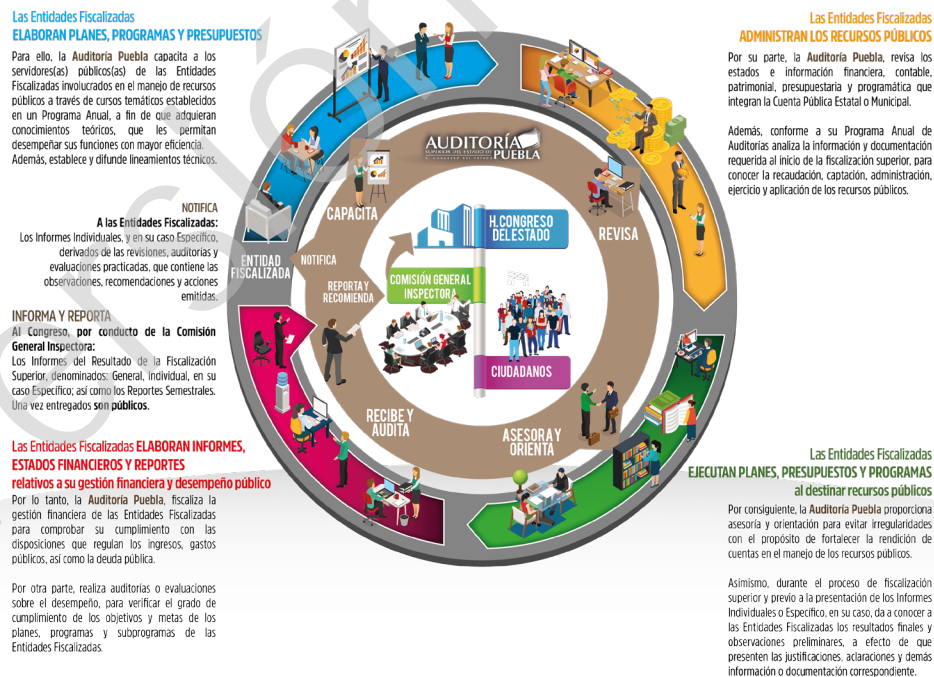 Las Entidades Fiscalizadas
ELABORAN PLANES, PROGRAMAS Y PRESUPUESTOS
Para ello, la Auditoría Puebla capacita a los
servidores(as) públicos(as) de las Entidades
Fiscalizadas involucrados en el manejo de recursos
públicos a través de cursos temáticos establecidos
en un Programa Anual, a fin de que adquieran
conocimientos teóricos, que les permitan
desempeñar sus funciones con mayor eficiencia.
Además, establece y difunde lineamientos técnicos.
NOTIFICA
A las Entidades Fiscalizadas:
Los Informes Individuales, y en su caso Específico,
derivados de las revisiones, auditorías y
evaluaciones practicadas, que contiene las
observaciones, recomendaciones y acciones
emitidas.
INFORMA Y REPORTA
Al Congreso, por conducto de la Comisión
General Inspectora:
Los Informes del Resultado de la Fiscalización
Superior, denominados: General, Individual, en su
caso Específico; así como los Reportes Semestrales.
Una vez entregados son públicos.
Las Entidades Fiscalizadas ELABORAN INFORMES,
ESTADOS FINANCIEROS Y REPORTES
relativos a su gestión financiera y desempeño público
Por lo tanto, la Auditoría Puebla, fiscaliza la
gestión financiera de las Entidades Fiscalizadas
para comprobar su cumplimiento con las
disposiciones que regulan los ingresos, gastos
públicos, así como la deuda pública.
Por otra parte, realiza auditorías o evaluaciones
sobre el desempeño, para verificar el grado de
cumplimiento de los objetivos y metas de los
planes, programas y subprogramas de las
Entidades Fiscalizadas.
AUDITORÍA
SUPERIOR DEL ESTADO DE
H. CONGRESO DEL ESTADO
PUEBLA
CAPACITA
H. CONGRESO
DEL ESTADO
REVISA
ENTIDAD
FISCALIZADA
NOTIFICA
REPORTA Y
RECOMIENDA
COMISIÓN GENERAL
INSPECTORA
CIUDADANOS
RECIBE Y
AUDITA
ASESORA Y
ORIENTA
Las Entidades Fiscalizadas
ADMINISTRAN LOS RECURSOS PÚBLICOS
Por su parte, la Auditoría Puebla, revisa los
estados e información financiera, contable,
patrimonial, presupuestaria y programática que
integran la Cuenta Pública Estatal o Municipal.
Además, conforme a su Programa Anual de
Auditorías analiza la información y documentación
requerida al inicio de la fiscalización superior, para
conocer la recaudación, captación, administración,
ejercicio y aplicación de los recursos públicos.
Las Entidades Fiscalizadas
EJECUTAN PLANES, PRESUPUESTOS Y PROGRAMAS
al destinar recursos públicos
Por consiguiente, la Auditoría Puebla proporciona
asesoría y orientación para evitar irregularidades
con el propósito de fortalecer la rendición de
cuentas en el manejo de los recursos públicos.
Asimismo, durante el proceso de fiscalización
superior y previo a la presentación de los Informes
Individuales o Específico, en su caso, da a conocer a
las Entidades Fiscalizadas los resultados finales y
observaciones preliminares, a efecto de que
presenten las justificaciones, aclaraciones y demás
información o documentación correspondiente.